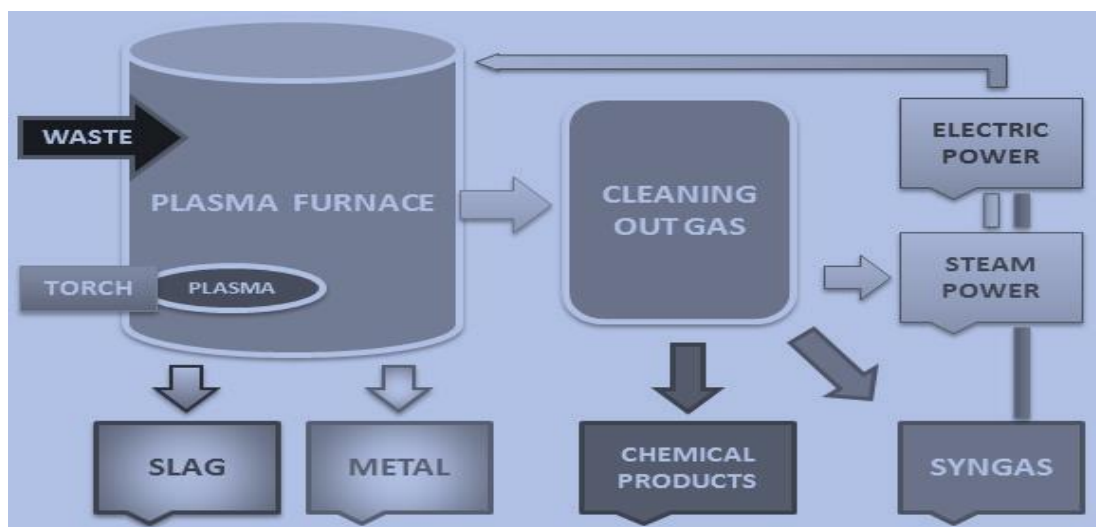 WASTE
PLASMA FURNACE
TORCH
PLASMA
CLEANING
OUT GAS
ELECTRIC
POWER
STEAM
POWER
SLAG
METAL
CHEMICAL
PRODUCTS
SYNGAS